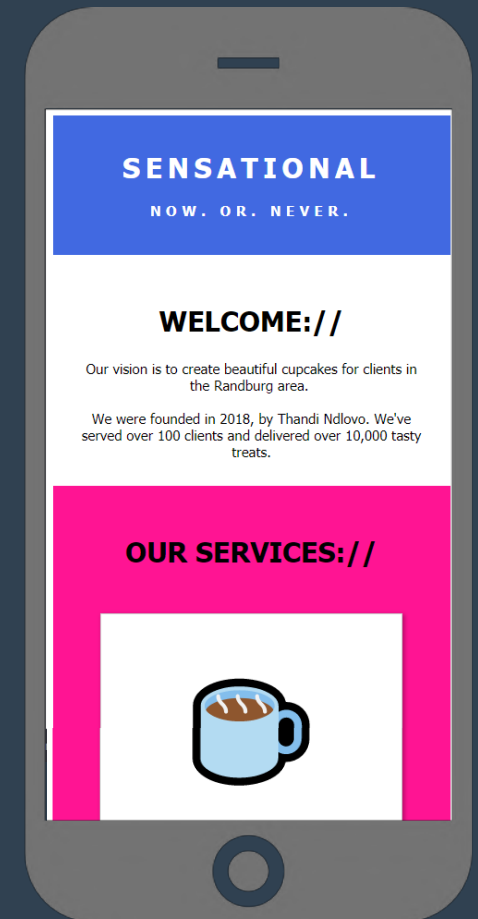 SENSATIONAL
NOW. OR. NEVER.
WELCOME://
Our vision is to create beautiful cupcakes for clients in
the Randburg area.
We were founded in 2018, by Thandi Ndlovo. We've
served over 100 clients and delivered over 10,000 tasty
treats.
OUR SERVICES://